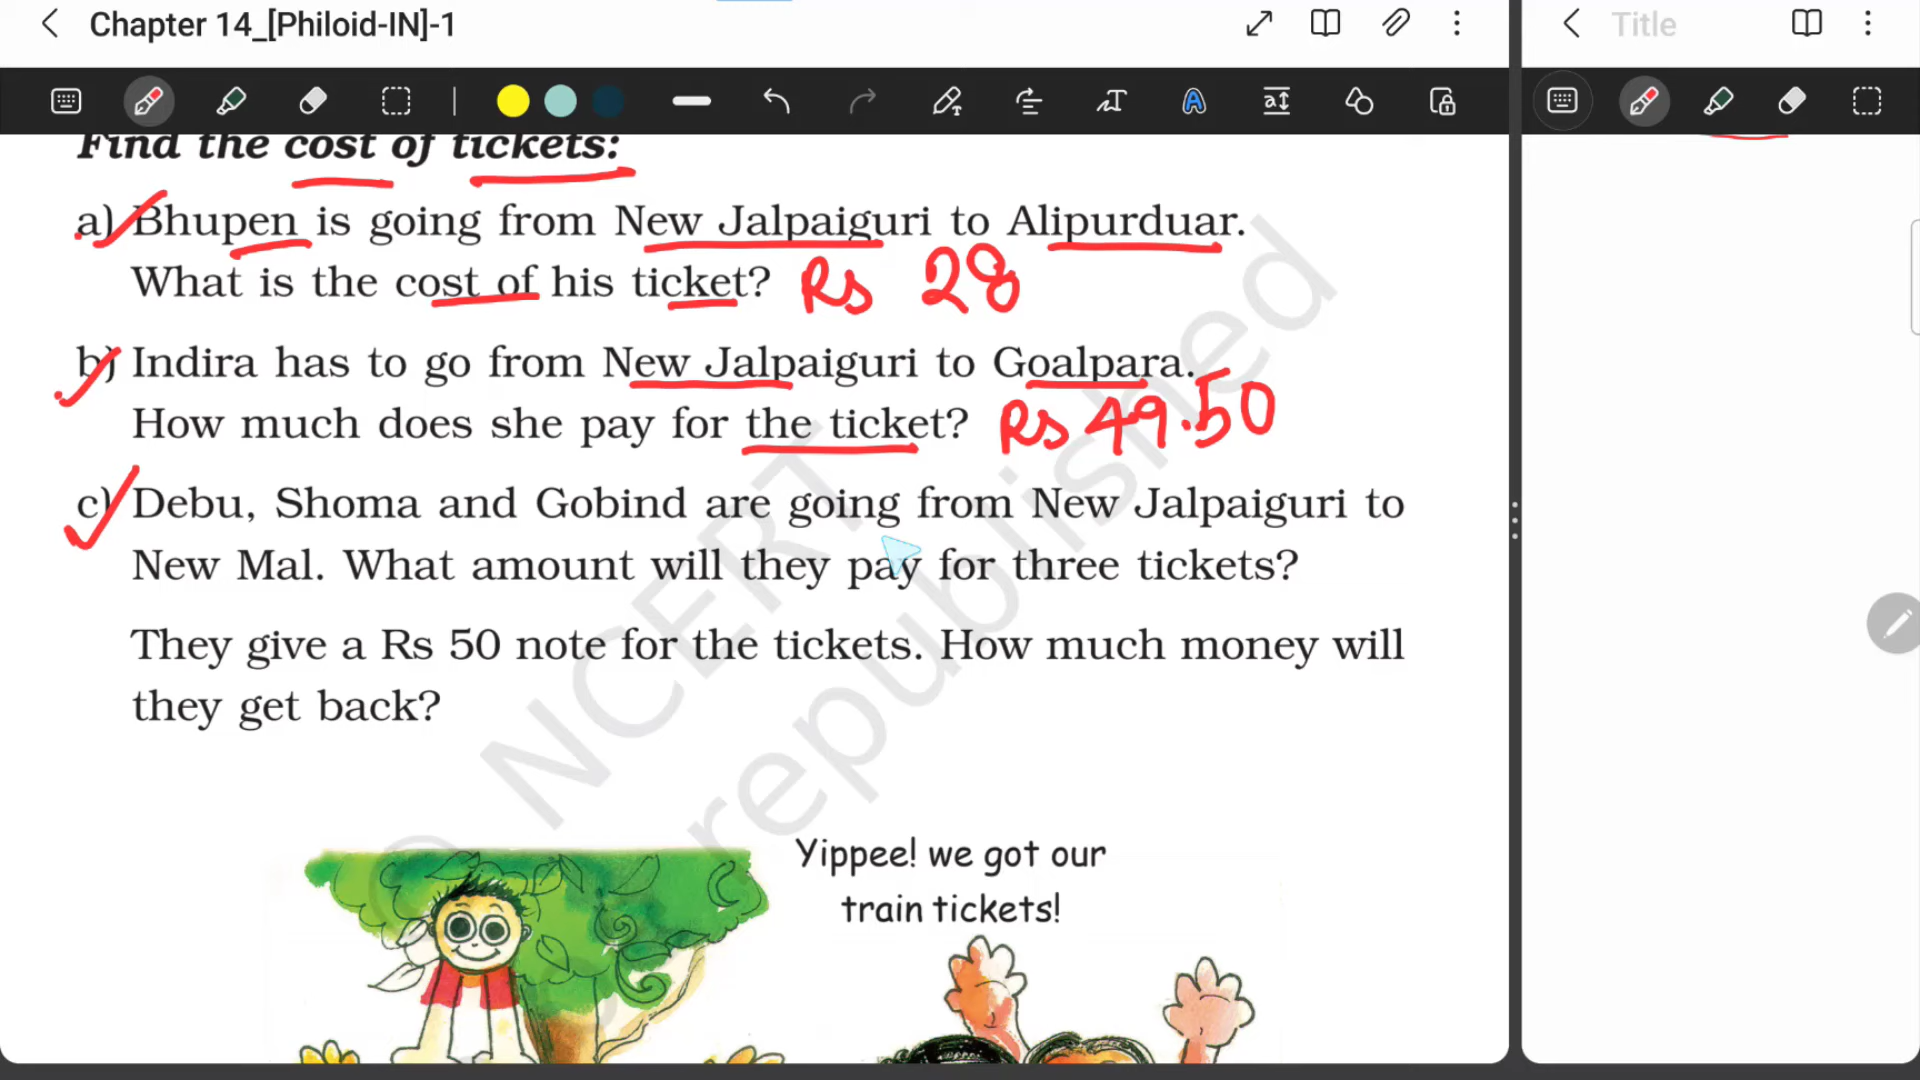 Chapter 14_[Philoid-IN]-1
Title
Find the cost of tickets:
a) Bhupen is going from New Jalpaiguri to Alipurduar.
What is the cost of his ticket? Rs 28
b) Indira has to go from New Jalpaiguri to Goalpara.
How much does she pay for the ticket? Rs 49.50
c) Debu, Shoma and Gobind are going from New Jalpaiguri to
New Mal. What amount will they pay for three tickets?
They give a Rs 50 note for the tickets. How much money will
they get back?
NCERT
republished
Yippee! we got our
train tickets!